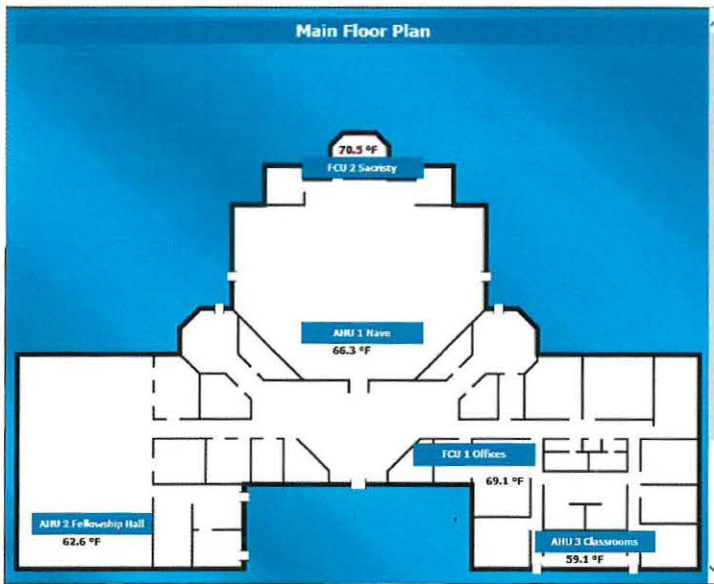 Main Floor Plan
70.5 °F
FCU 2 Sacristy
AHU 1 Nave
66.3 °F
FCU 1 Offices
69.1 °F
AHU 2 Fellowship Hall
62.6 °F
AHU 3 Classrooms
59.1 °F